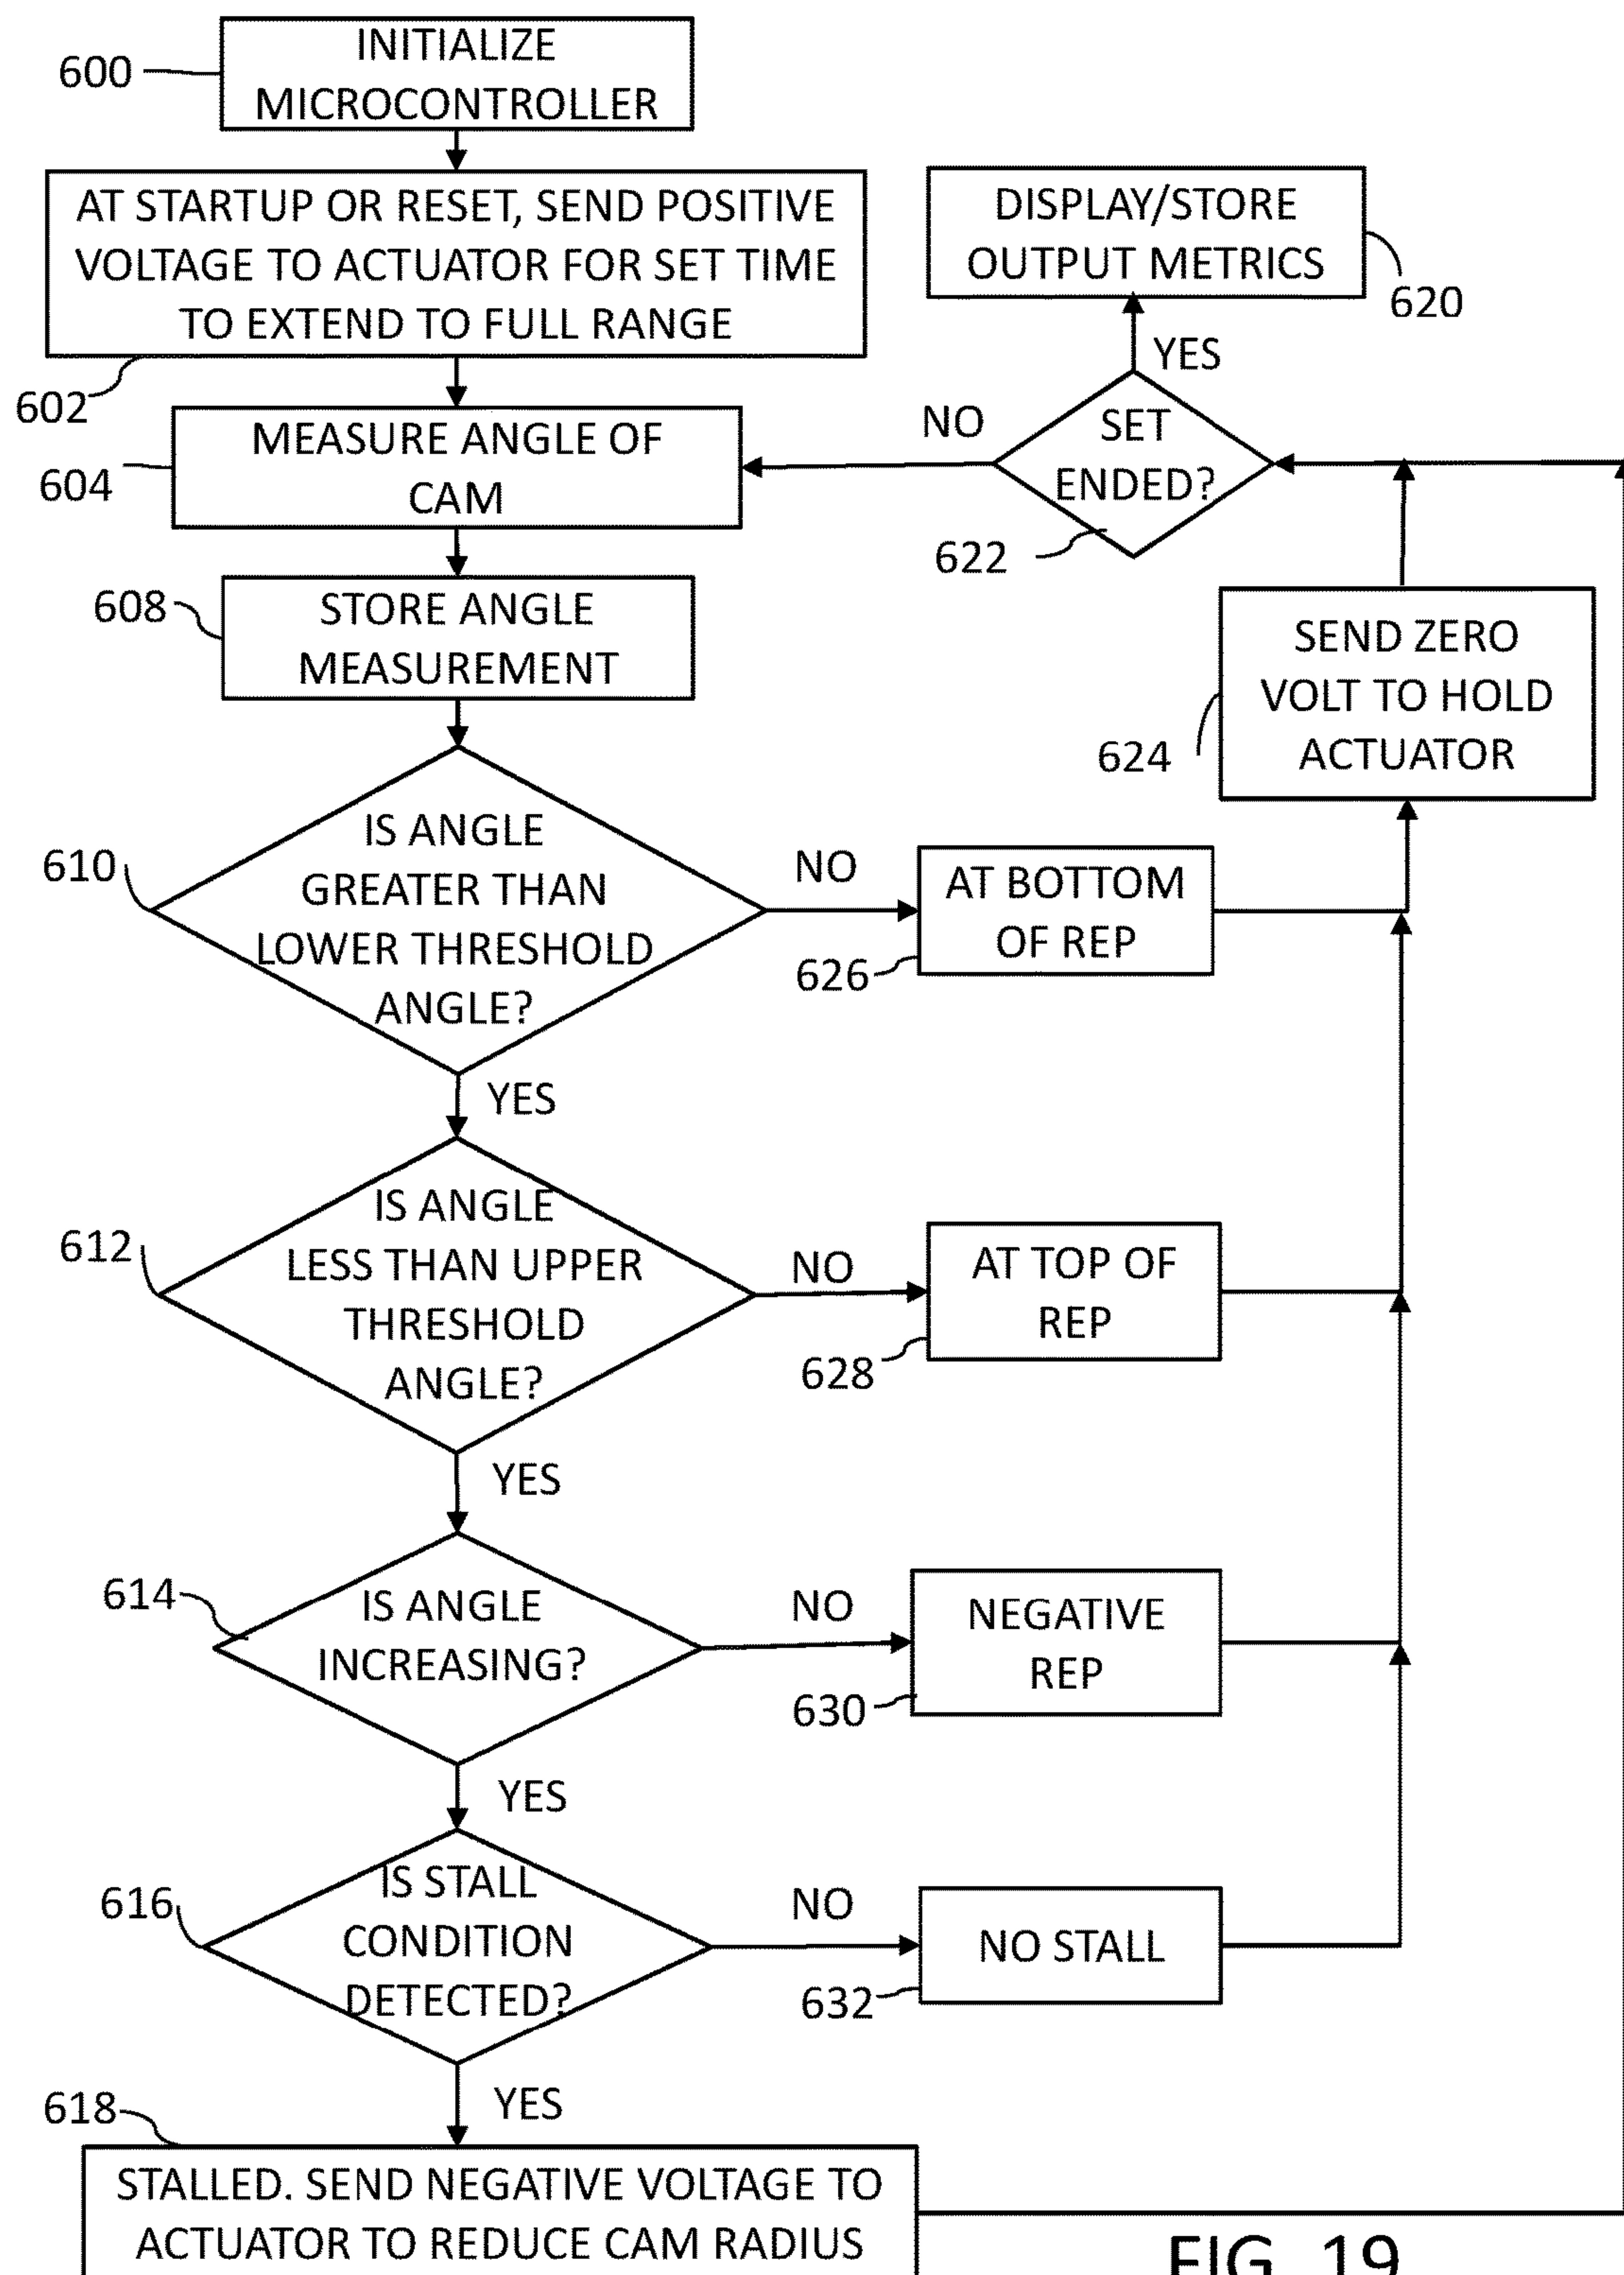 600
INITIALIZE
MICROCONTROLLER
AT STARTUP OR RESET, SEND POSITIVE
VOLTAGE TO ACTUATOR FOR SET TIME
TO EXTEND TO FULL RANGE
602
DISPLAY/STORE
OUTPUT METRICS
620
YES
SET
ENDED?
NO
622
604
MEASURE ANGLE OF
CAM
608
STORE ANGLE
MEASUREMENT
SEND ZERO
VOLT TO HOLD
ACTUATOR
624
610
IS ANGLE
GREATER THAN
LOWER THRESHOLD
ANGLE?
NO
AT BOTTOM
OF REP
626
YES
612
IS ANGLE
LESS THAN UPPER
THRESHOLD
ANGLE?
NO
AT TOP OF
REP
628
YES
614
IS ANGLE
INCREASING?
NO
NEGATIVE
REP
630
YES
616
IS STALL
CONDITION
DETECTED?
NO
NO STALL
632
YES
618
STALLED. SEND NEGATIVE VOLTAGE TO
ACTUATOR TO REDUCE CAM RADIUS
FIG. 19